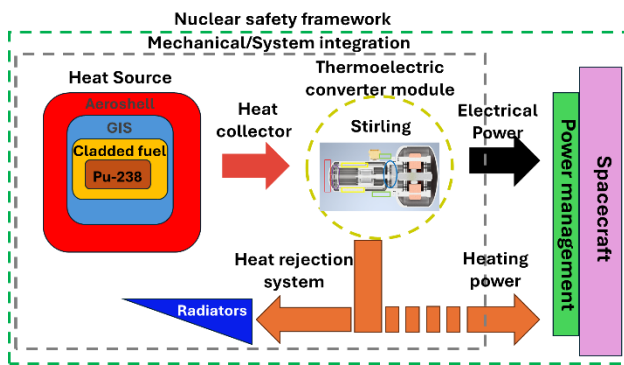 Nuclear safety framework
Mechanical/System integration
Heat Source
Aeroshell
GIS
Cladded fuel
Pu-238
Heat
collector
Thermoelectric
converter module
Stirling
Electrical
Power
Power management
Spacecraft
Heat rejection
system
Radiators
Heating
power